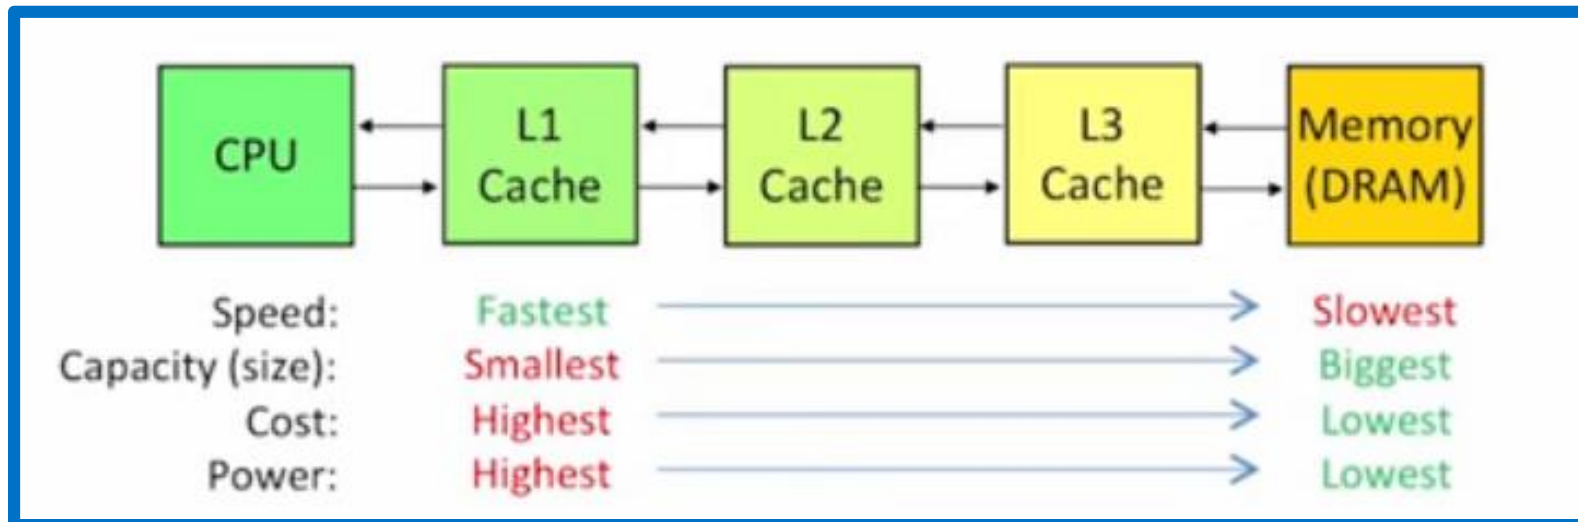 CPU
L1
Cache
L2
Cache
L3
Cache
Memory
(DRAM)
Speed: Fastest Slowest
Capacity (size): Smallest Biggest
Cost: Highest Lowest
Power: Highest Lowest